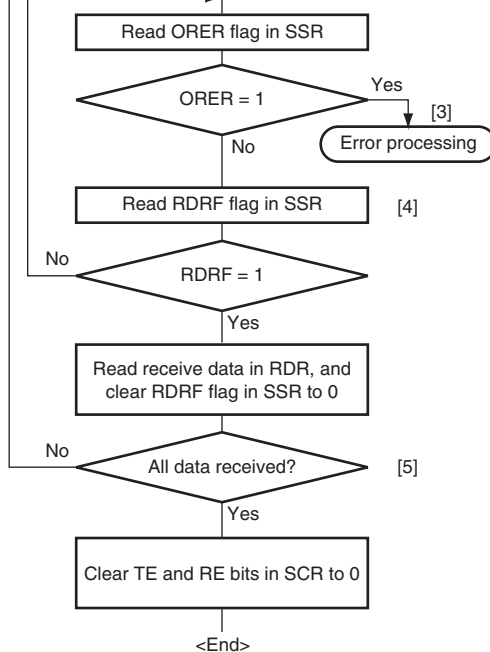 Read ORER flag in SSR
ORER = 1
Yes
[3]
Error processing
No
Read RDRF flag in SSR
[4]
No
RDRF = 1
Yes
Read receive data in RDR, and
clear RDRF flag in SSR to 0
No
All data received?
[5]
Yes
Clear TE and RE bits in SCR to 0
<End>